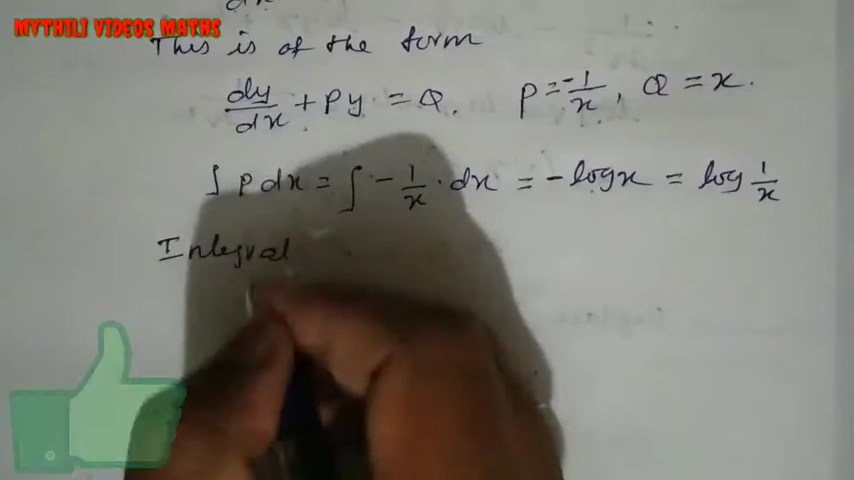 dx
MYTHILI VIDEOS MATHS
This is of the form
dy/dx + Py = Q. P = -1/x, Q = x.
∫ P dx = ∫ - 1/x · dx = - log x = log 1/x
Integral